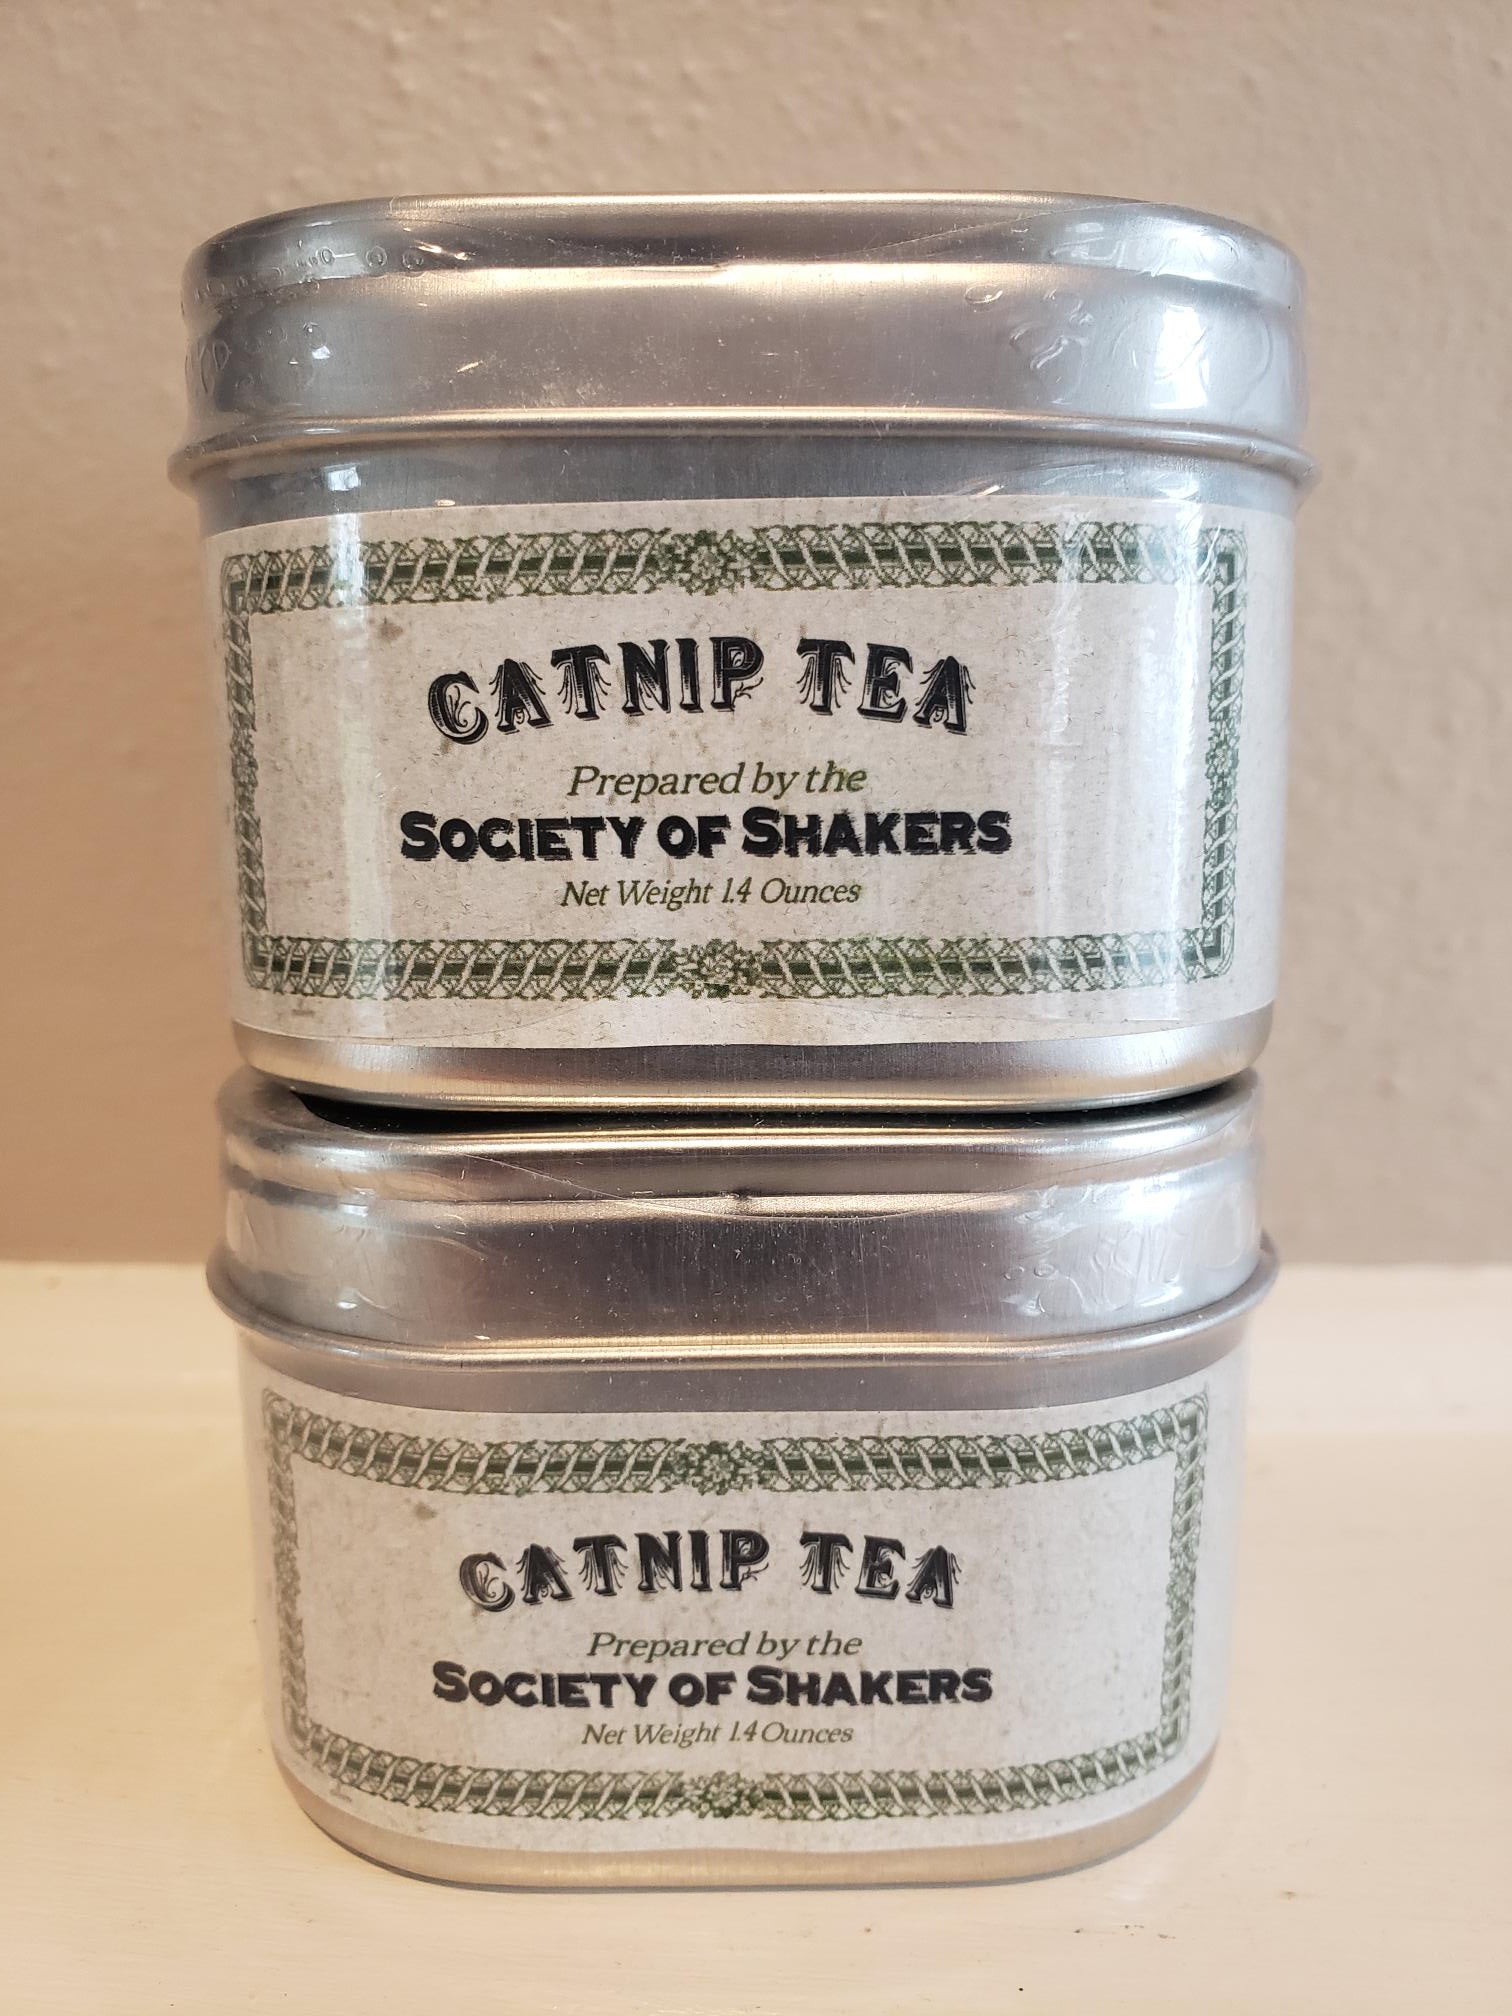 CATNIP TEA
Prepared by the
SOCIETY OF SHAKERS
Net Weight 1.4 Ounces
CATNIP TEA
Prepared by the
SOCIETY OF SHAKERS
Net Weight 1.4 Ounces